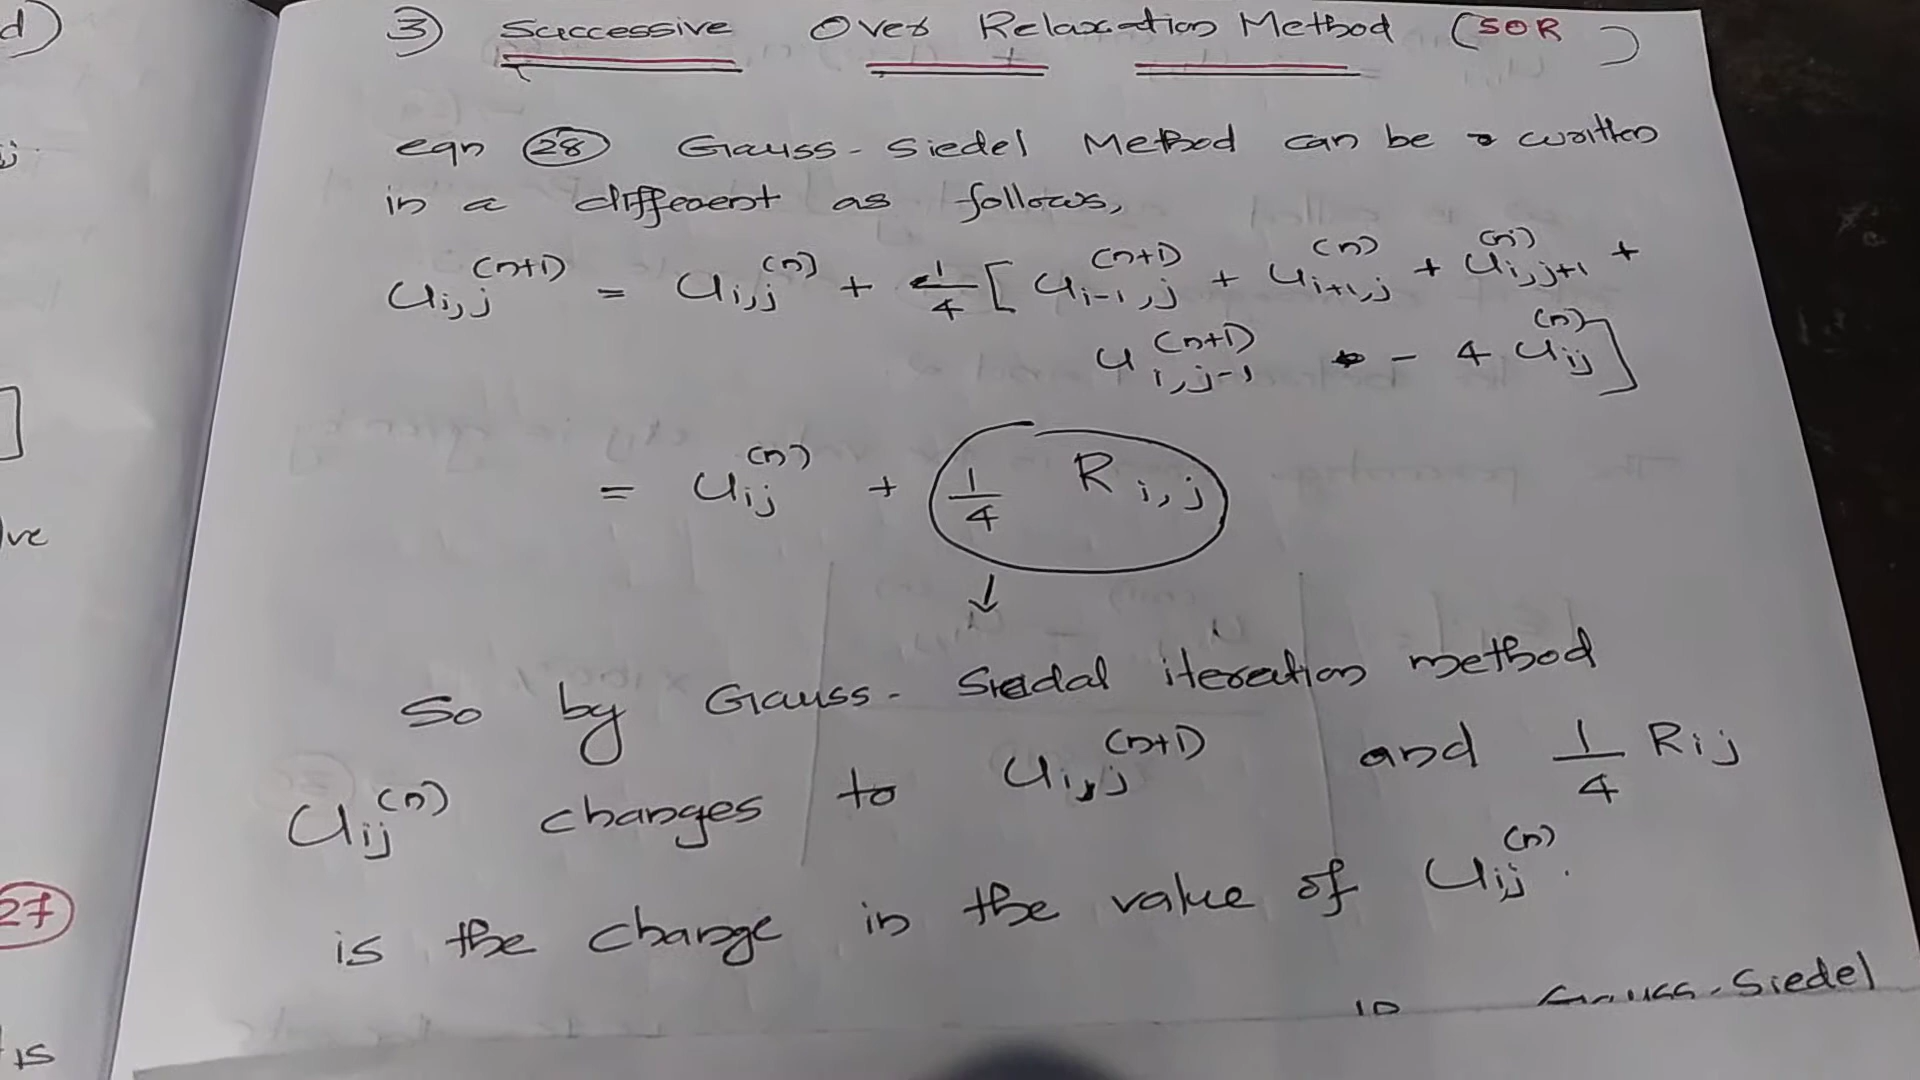 d)
3) Successive Over Relaxation Method (SOR)
eqn 28 Gauss-Siedel Method can be written
in a different as follows,
u_{i,j}^{(n+1)} = u_{i,j}^{(n)} + 1/4 [ u_{i-1,j}^{(n+1)} + u_{i+1,j}^{(n)} + u_{i,j+1}^{(n)} +
u_{i,j-1}^{(n+1)} - 4 u_{ij}^{(n)} ]
= u_{ij}^{(n)} + 1/4 R_{i,j}
↓
So by Gauss-Siedal iteration method
u_{ij}^{(n)} changes to u_{i,j}^{(n+1)} and 1/4 R_{ij}
is the change in the value of u_{ij}^{(n)}.
Gauss-Siedel
ve
27
is